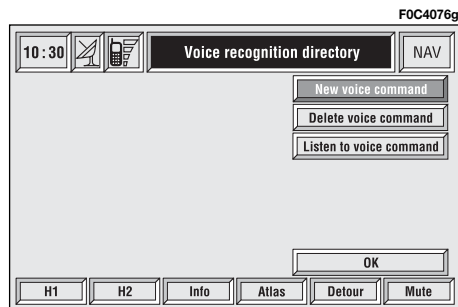 F0C4076g
10:30 Voice recognition directory NAV
New voice command
Delete voice command
Listen to voice command
OK
H1 H2 Info Atlas Detour Mute